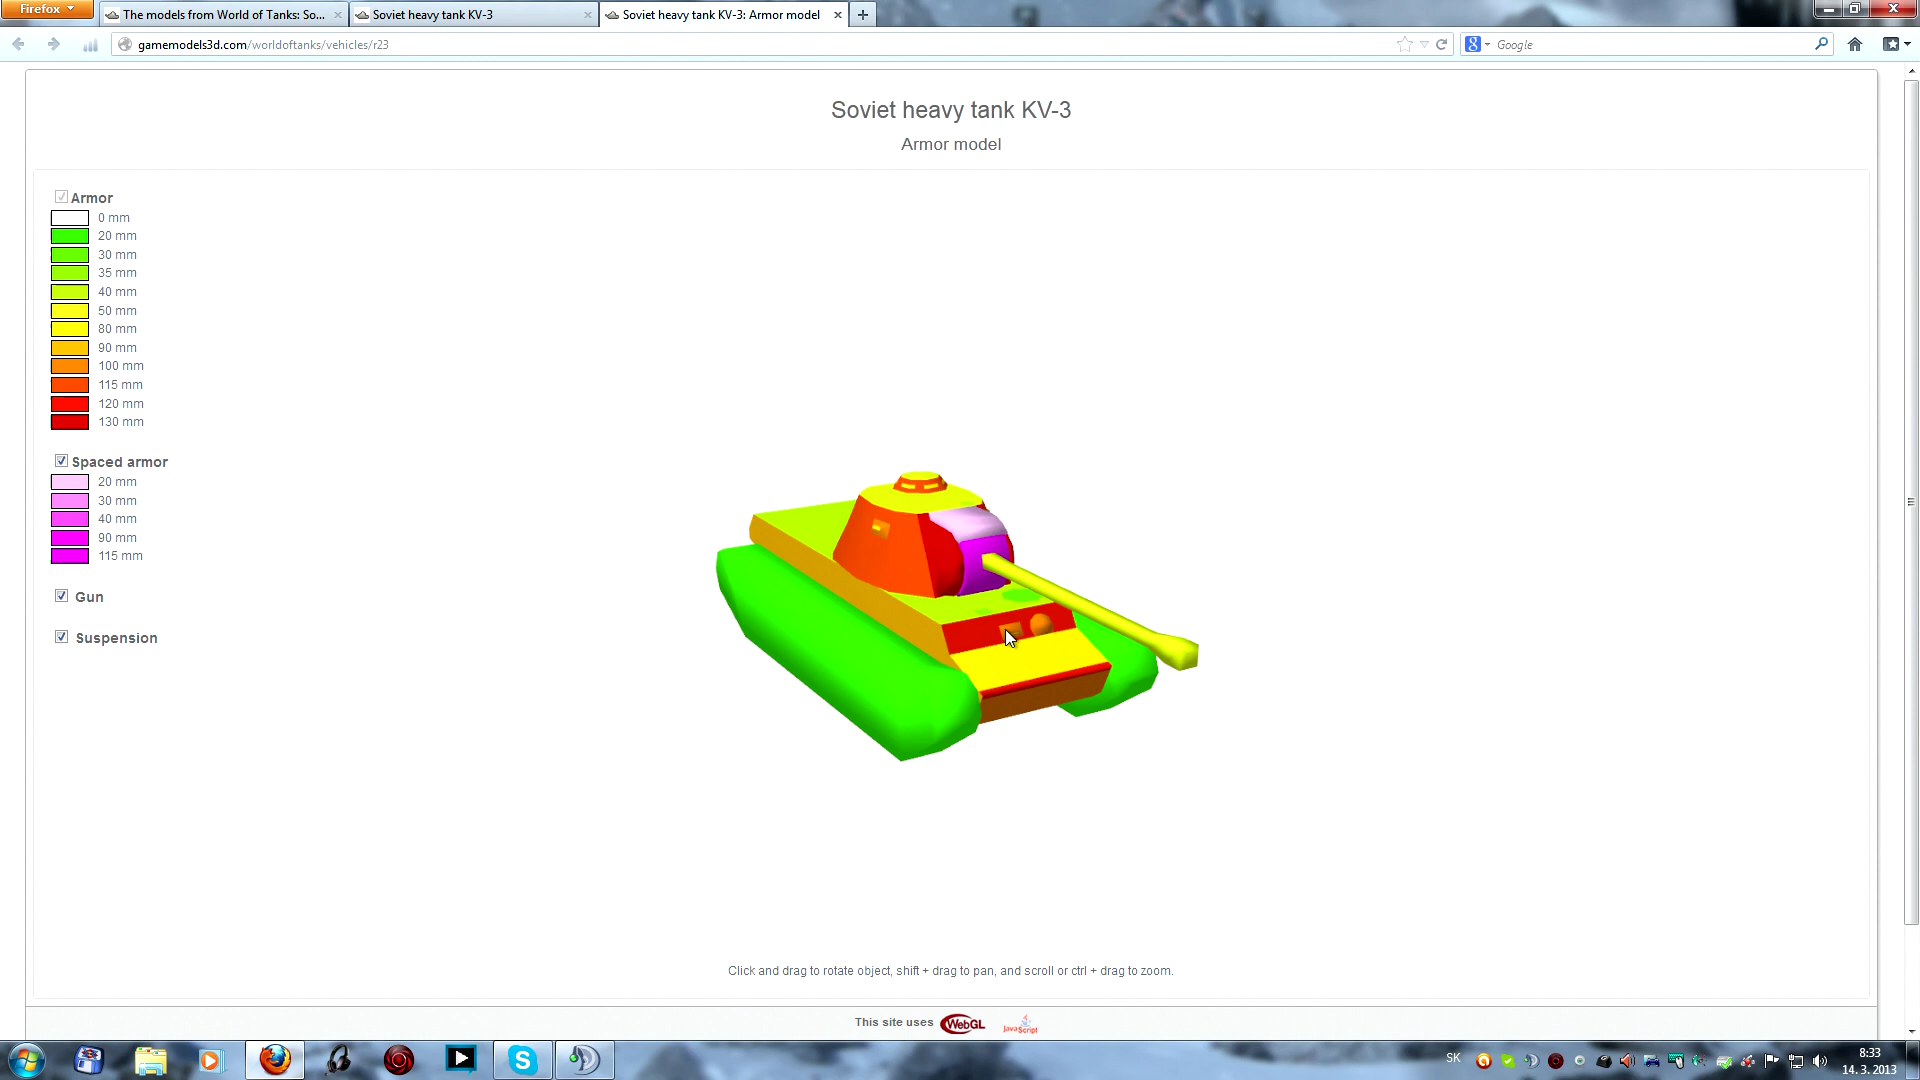 Firefox
The models from World of Tanks: So...
Soviet heavy tank KV-3
Soviet heavy tank KV-3: Armor model
gamemodels3d.com/worldoftanks/vehicles/r23
Google
Soviet heavy tank KV-3
Armor model
Armor
0 mm
20 mm
30 mm
35 mm
40 mm
50 mm
80 mm
90 mm
100 mm
115 mm
120 mm
130 mm
Spaced armor
20 mm
30 mm
40 mm
90 mm
115 mm
Gun
Suspension
Click and drag to rotate object, shift + drag to pan, and scroll or ctrl + drag to zoom.
This site uses WebGL JavaScript
SK
8:33
14. 3. 2013